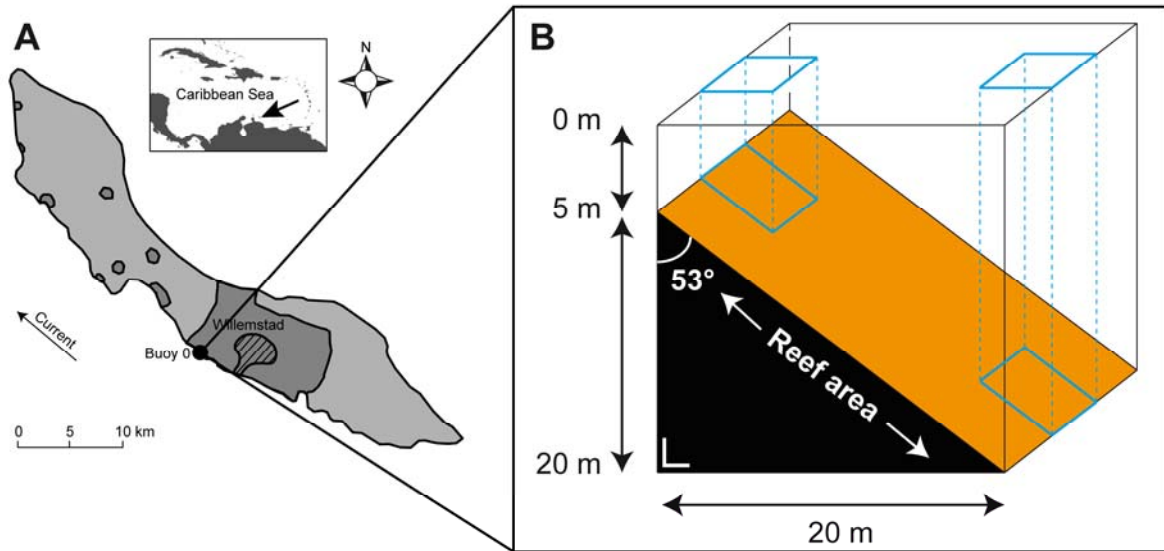 A
N
Caribbean Sea
Willemstad
Current
Buoy 0
0 5 10 km
B
0 m
5 m
53°
Reef area
20 m
20 m